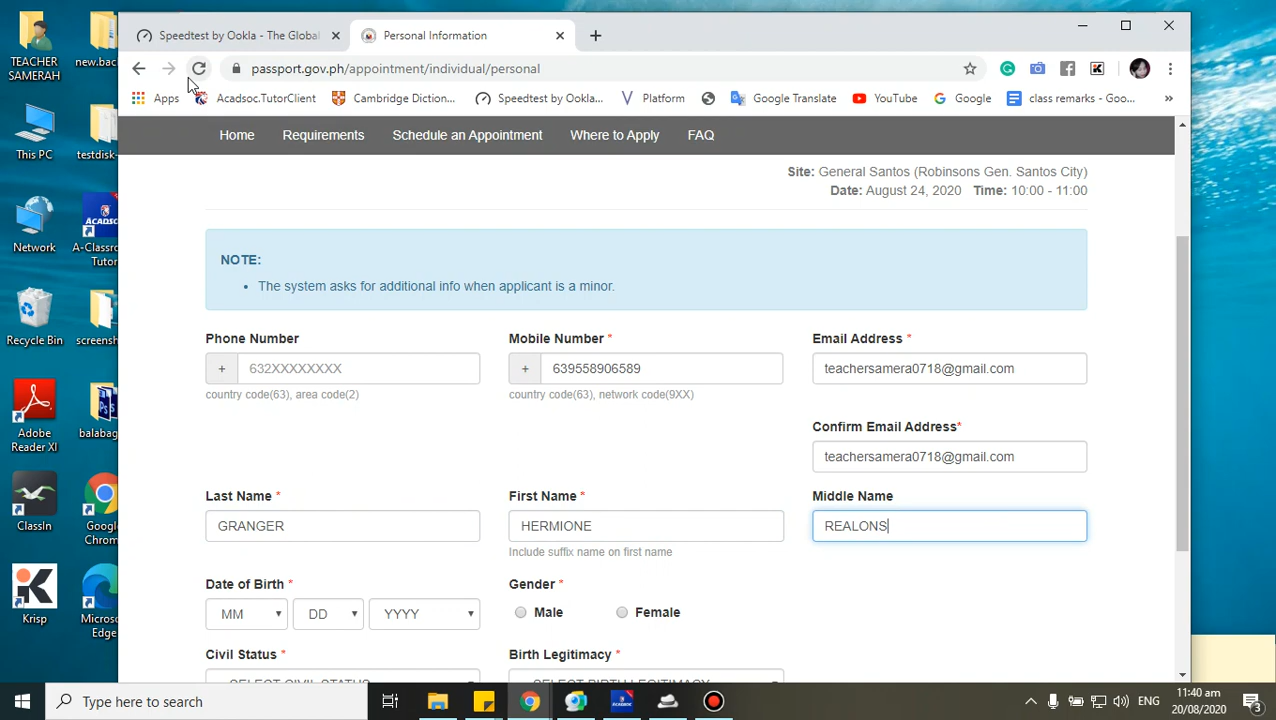 TEACHER SAMERAH
new.bac
This PC
testdisk-
Network
A-Classro
Tutor
Recycle Bin
screensh
Adobe
Reader XI
balabag
ClassIn
Google
Chrom
Krisp
Microso
Edge
Speedtest by Ookla - The Global
Personal Information
passport.gov.ph/appointment/individual/personal
Apps
Acadsoc.TutorClient
Cambridge Diction...
Speedtest by Ookla...
Platform
Google Translate
YouTube
Google
class remarks - Goo...
Home Requirements Schedule an Appointment Where to Apply FAQ
Site: General Santos (Robinsons Gen. Santos City)
Date: August 24, 2020 Time: 10:00 - 11:00
NOTE:
• The system asks for additional info when applicant is a minor.
Phone Number Mobile Number * Email Address *
+ 632XXXXXXXX + 639558906589 teachersamera0718@gmail.com
country code(63), area code(2) country code(63), network code(9XX)
Confirm Email Address*
teachersamera0718@gmail.com
Last Name * First Name * Middle Name
GRANGER HERMIONE REALONS
Include suffix name on first name
Date of Birth * Gender *
MM DD YYYY Male Female
Civil Status * Birth Legitimacy *
SELECT CIVIL STATUS SELECT BIRTH LEGITIMACY
Type here to search
ENG
11:40 am
20/08/2020
3